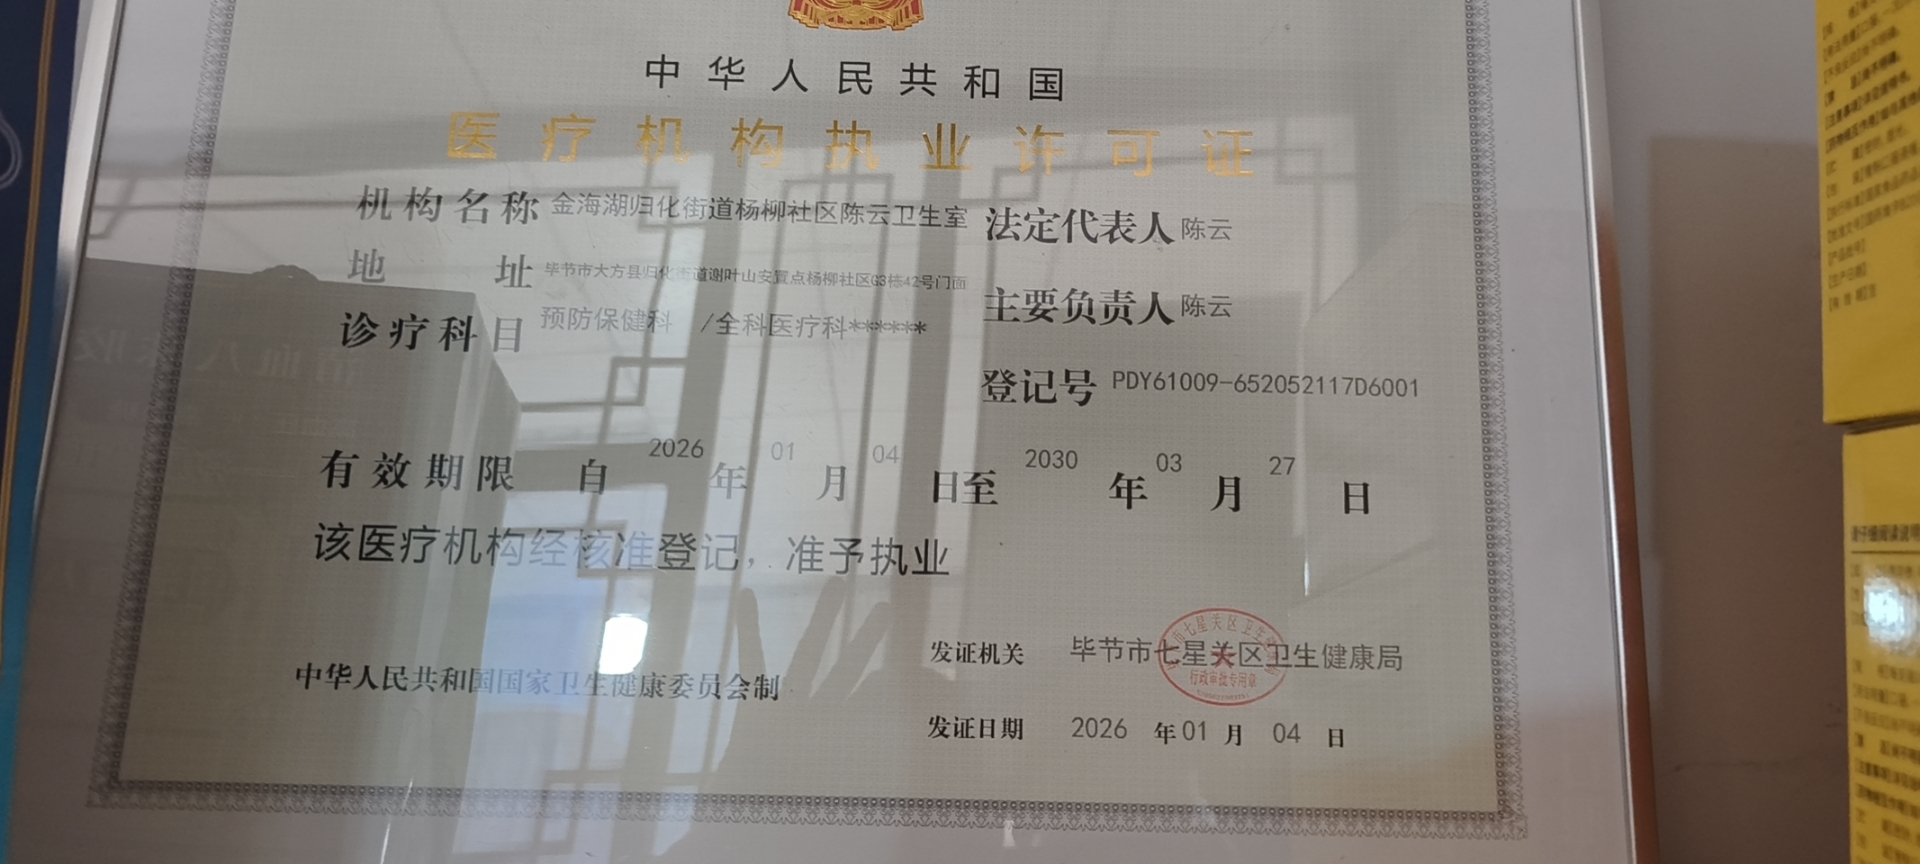 中华人民共和国
医疗机构执业许可证
机构名称 金海湖归化街道杨柳社区陈云卫生室
法定代表人 陈云
地址 毕节市大方县归化街道谢叶山安置点杨柳社区G3栋42号门面
主要负责人 陈云
诊疗科目 预防保健科 /全科医疗科******
登记号 PDY61009-652052117D6001
有效期限 自 2026 年 01 月 04 日至 2030 年 03 月 27 日
该医疗机构经核准登记，准予执业
发证机关 毕节市七星关区卫生健康局
行政审批专用章
中华人民共和国国家卫生健康委员会制
发证日期 2026 年 01 月 04 日